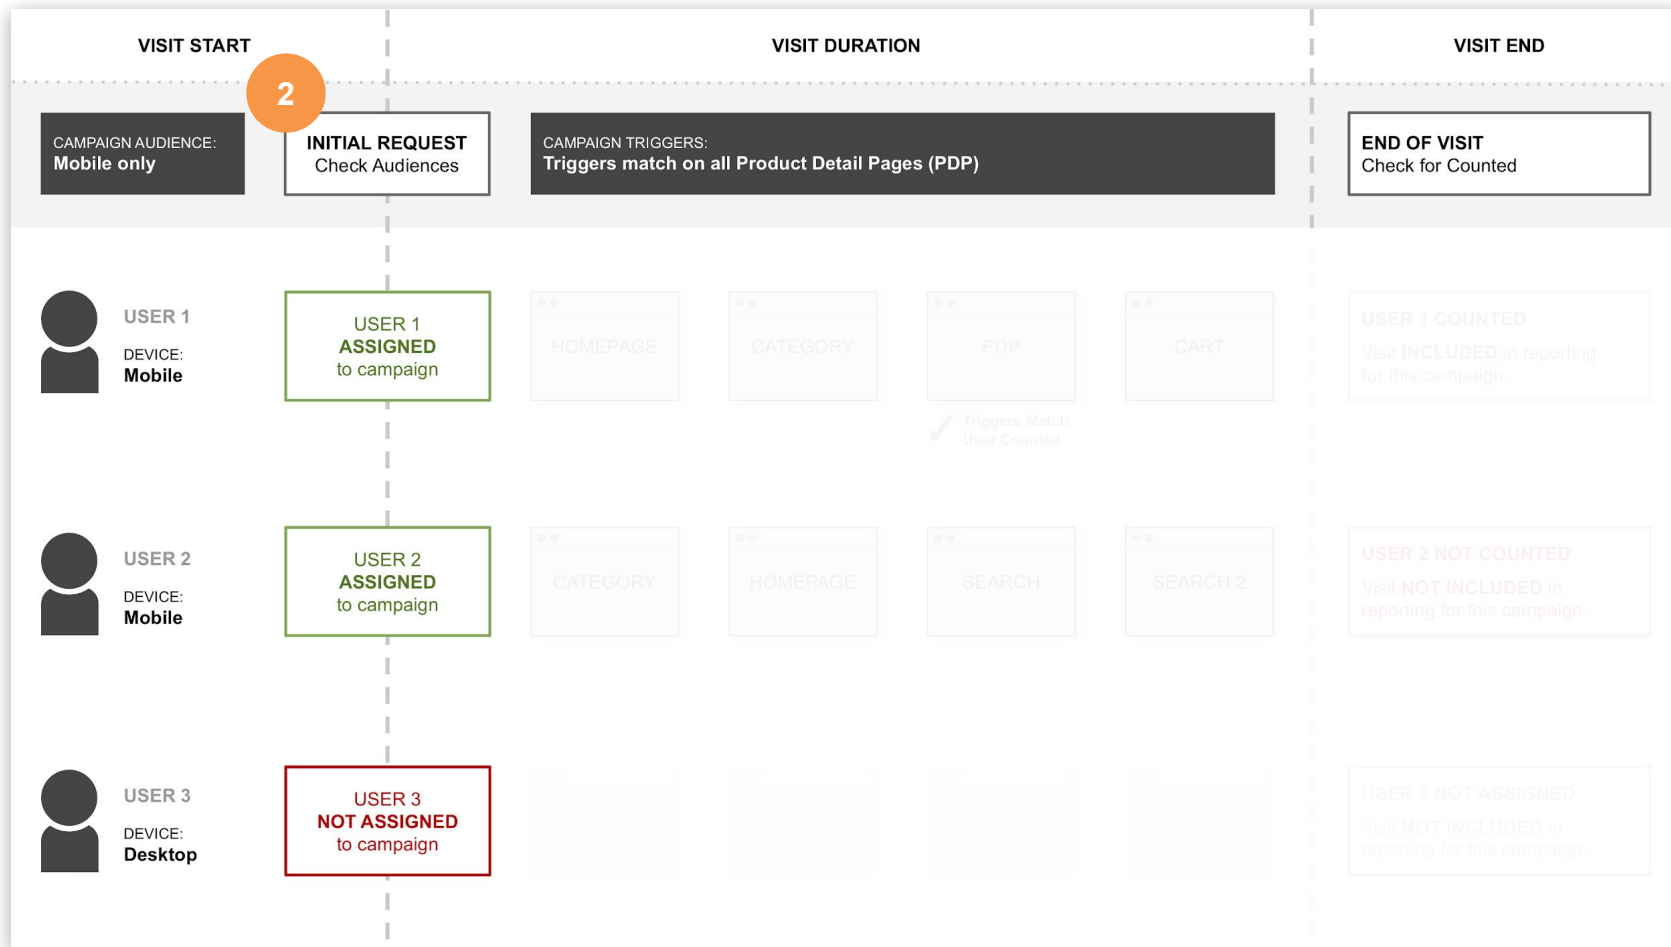 VISIT START
VISIT DURATION
VISIT END
2
CAMPAIGN AUDIENCE:
Mobile only
INITIAL REQUEST
Check Audiences
CAMPAIGN TRIGGERS:
Triggers match on all Product Detail Pages (PDP)
END OF VISIT
Check for Counted
USER 1
DEVICE:
Mobile
USER 1
ASSIGNED
to campaign
HOMEPAGE
CATEGORY
PDP
CART
Triggers Match
User Counted
USER 1 COUNTED
Visit INCLUDED in reporting
for this campaign.
USER 2
DEVICE:
Mobile
USER 2
ASSIGNED
to campaign
CATEGORY
HOMEPAGE
SEARCH
SEARCH 2
USER 2 NOT COUNTED
Visit NOT INCLUDED in
reporting for this campaign.
USER 3
DEVICE:
Desktop
USER 3
NOT ASSIGNED
to campaign
USER 3 NOT ASSIGNED
Visit NOT INCLUDED in
reporting for this campaign.